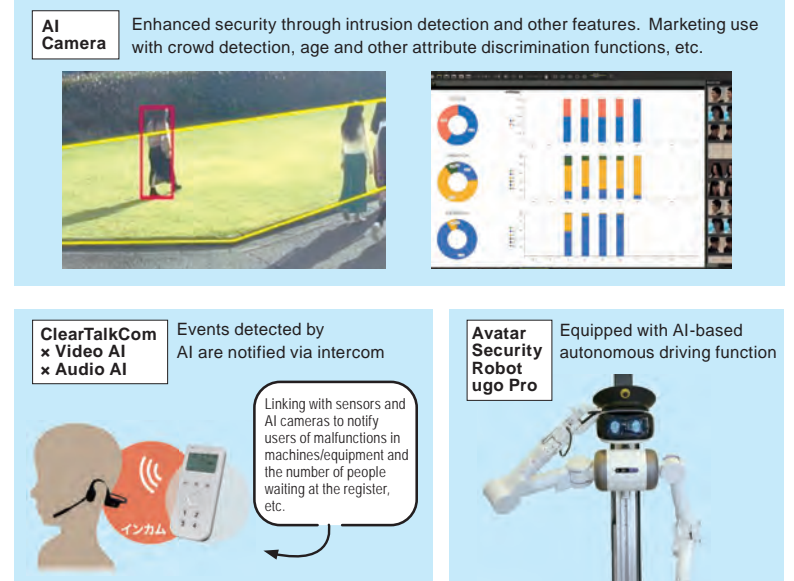 AI
Camera
Enhanced security through intrusion detection and other features. Marketing use
with crowd detection, age and other attribute discrimination functions, etc.
ClearTalkCom
× Video AI
× Audio AI
Events detected by
AI are notified via intercom
Linking with sensors and
AI cameras to notify
users of malfunctions in
machines/equipment and
the number of people
waiting at the register,
etc.
インカム
Avatar
Security
Robot
ugo Pro
Equipped with AI-based
autonomous driving function